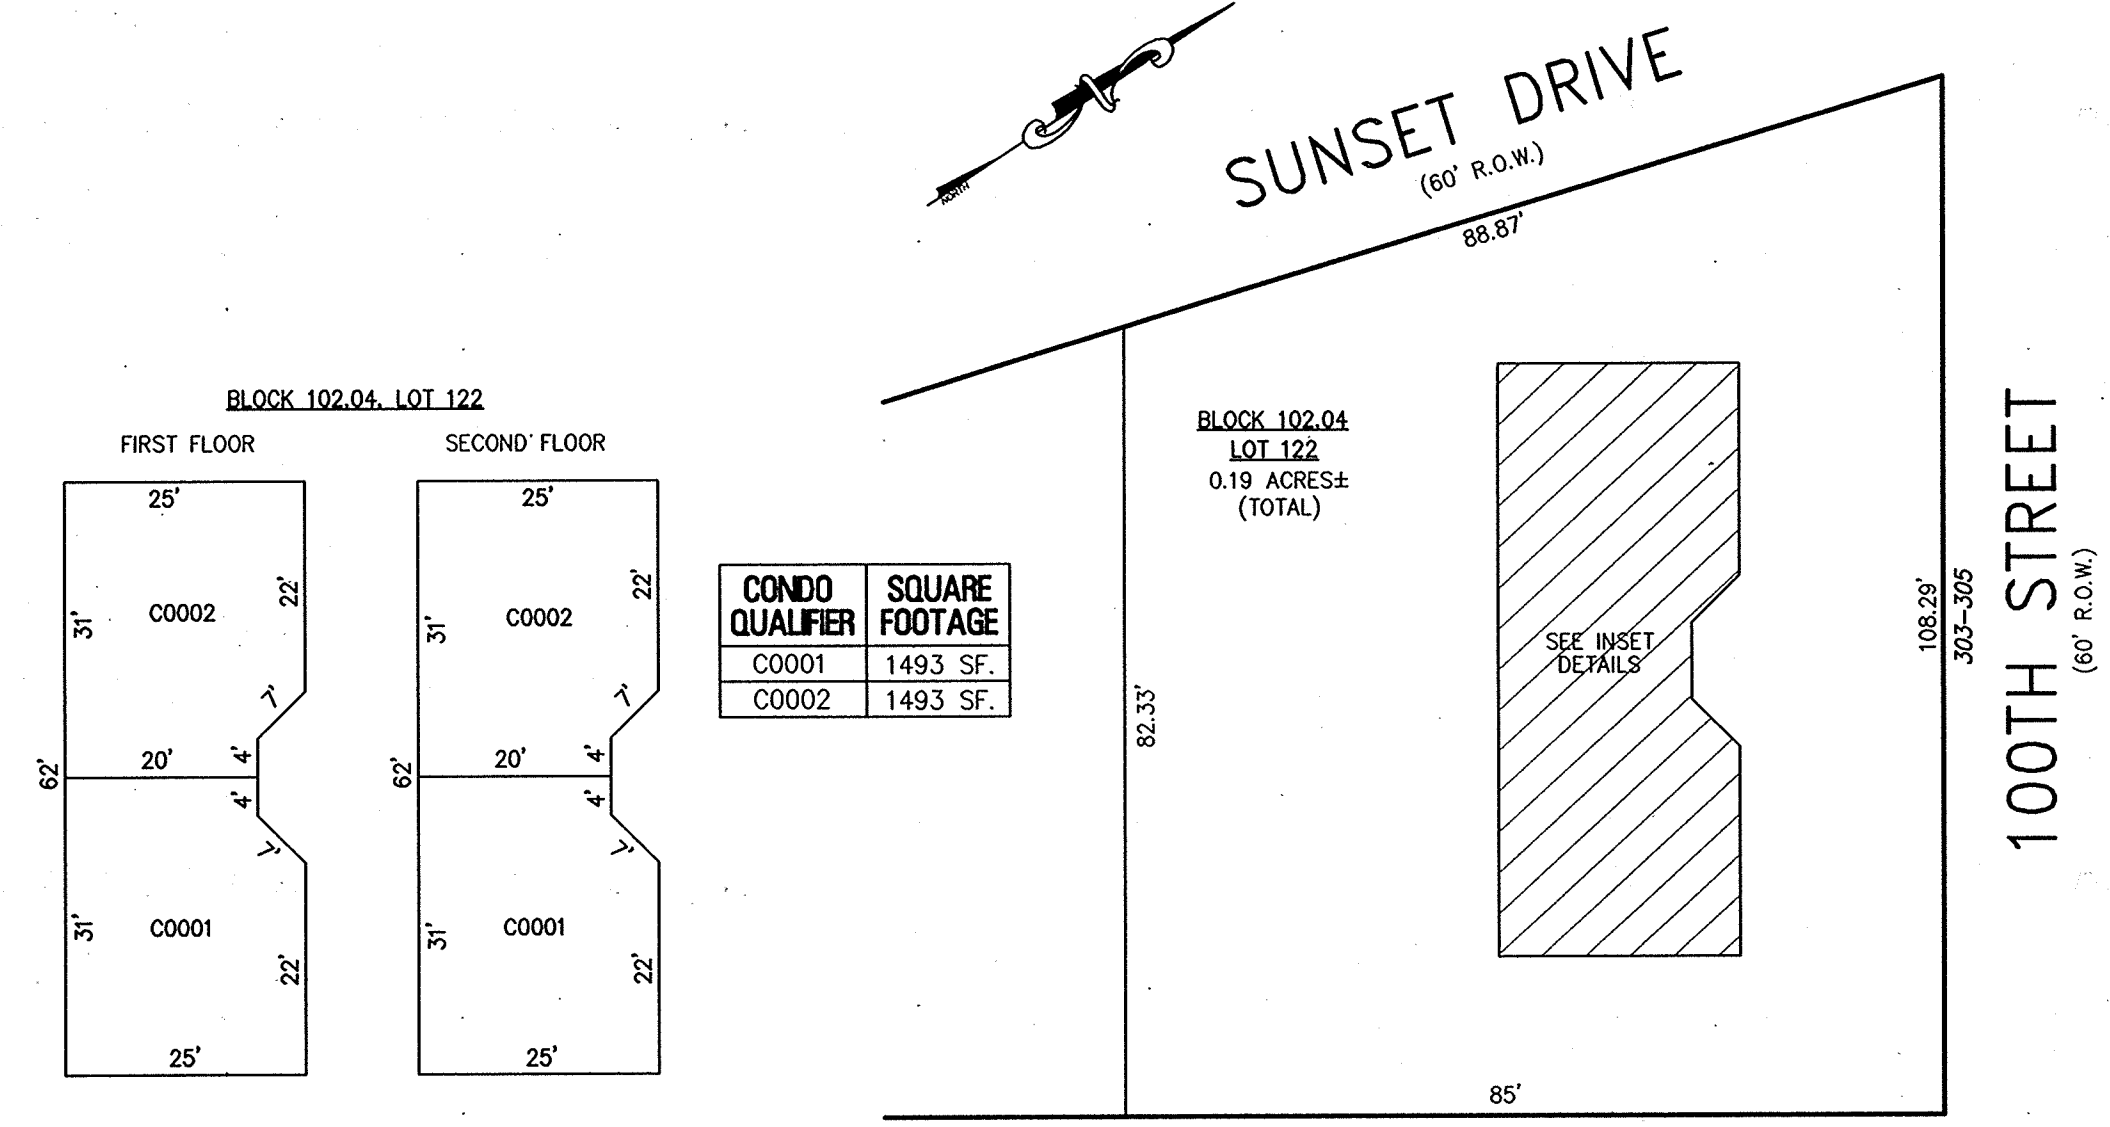 NORTH
SUNSET DRIVE
(60' R.O.W.)
88.87'
BLOCK 102.04, LOT 122
FIRST FLOOR
25'
31'
C0002
22'
7'
62'
20'
4'
4'
7'
31'
C0001
22'
25'
SECOND FLOOR
25'
31'
C0002
22'
7'
62'
20'
4'
4'
7'
31'
C0001
22'
25'
CONDO QUALIFIER
SQUARE FOOTAGE
C0001 1493 SF.
C0002 1493 SF.
BLOCK 102.04
LOT 122
0.19 ACRES±
(TOTAL)
82.33'
SEE INSET
DETAILS
108.29'
303-305
100TH STREET
(60' R.O.W.)
85'